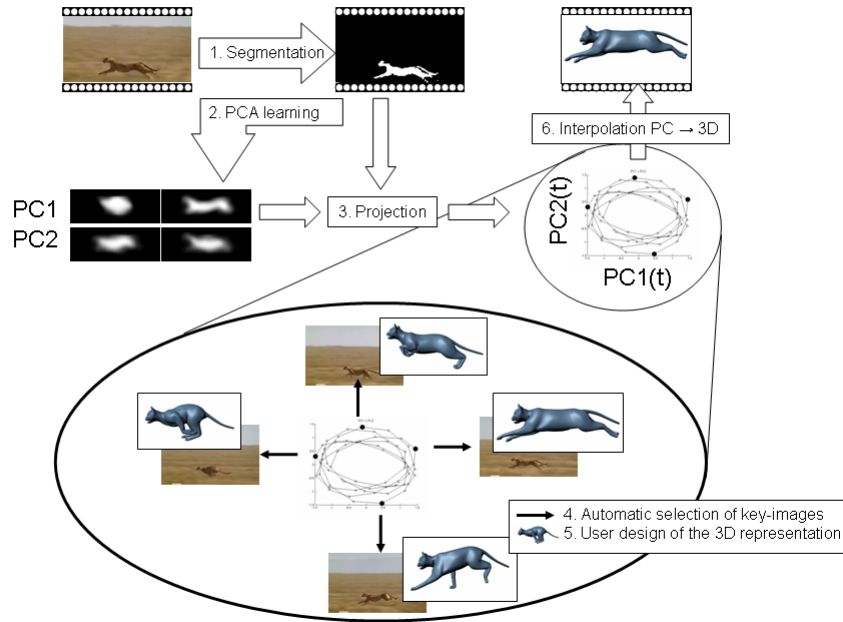 1. Segmentation
2. PCA learning
6. Interpolation PC → 3D
PC1
PC2
3. Projection
PC2(t)
PC1(t)
4. Automatic selection of key-images
5. User design of the 3D representation